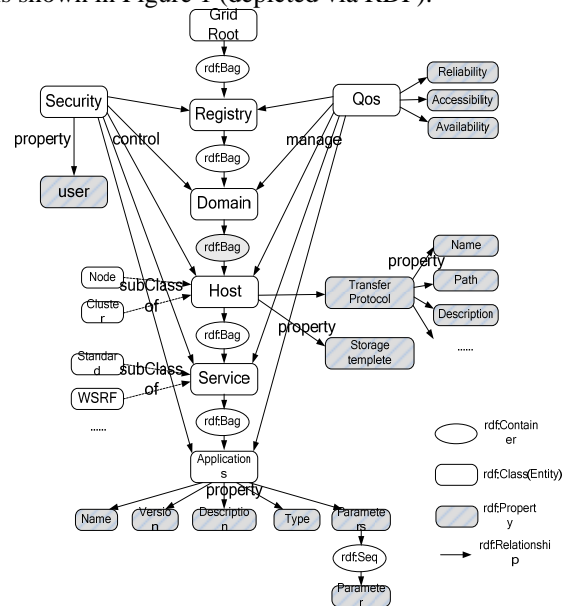 is shown in Figure 1 (depicted via RDF).
Grid
Root
rdf:Bag
Security
Registry
Qos
Reliability
Accessibility
Availability
property
control
manage
rdf:Bag
user
Domain
rdf:Bag
Node
Cluste
r
subClass
of
Host
Transfer
Protocol
property
Name
Path
Description
......
property
Storage
templete
rdf:Bag
Standar
d
WSRF
......
subClass
of
Service
rdf:Bag
Application
s
property
Name
Versio
n
Descriptio
n
Type
Paramete
rs
rdf:Seq
Paramete
r
rdf:Contain
er
rdf:Class(Entity)
rdf:Propert
y
rdf:Relationshi
p